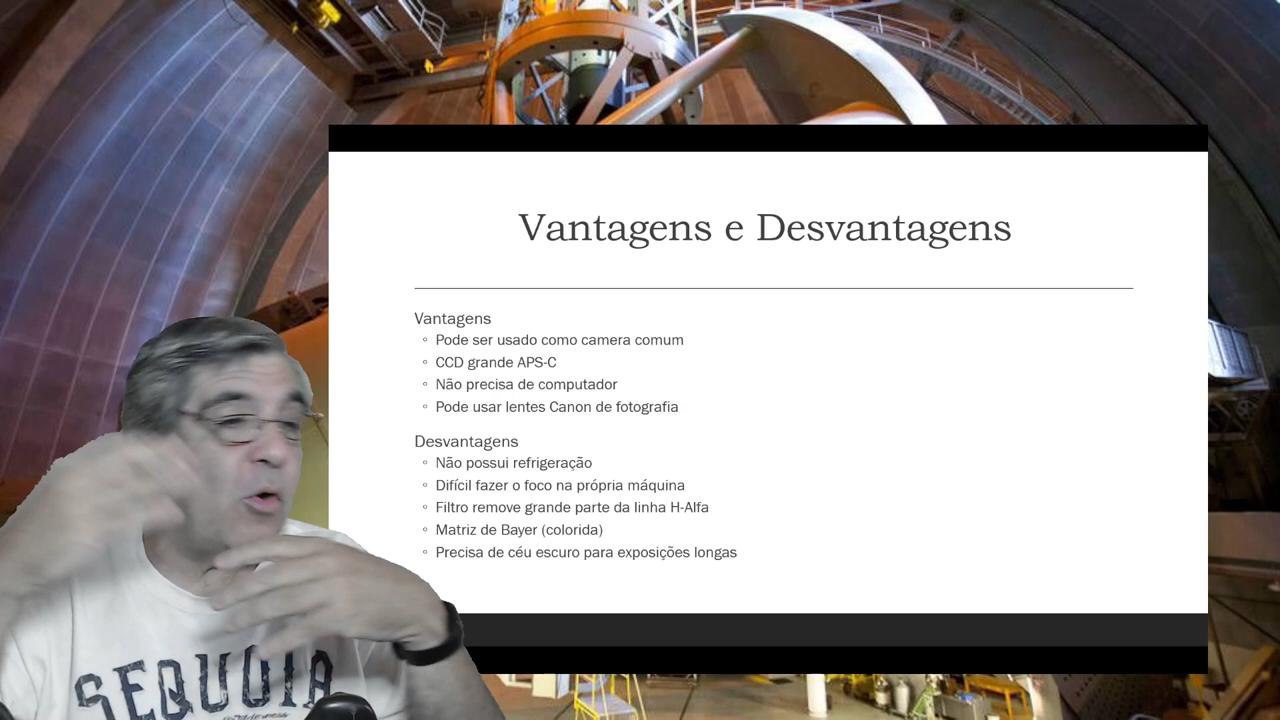 Vantagens e Desvantagens
Vantagens
◦ Pode ser usado como camera comum
◦ CCD grande APS-C
◦ Não precisa de computador
◦ Pode usar lentes Canon de fotografia
Desvantagens
◦ Não possui refrigeração
◦ Difícil fazer o foco na própria máquina
◦ Filtro remove grande parte da linha H-Alfa
◦ Matriz de Bayer (colorida)
◦ Precisa de céu escuro para exposições longas
SEQUOIA